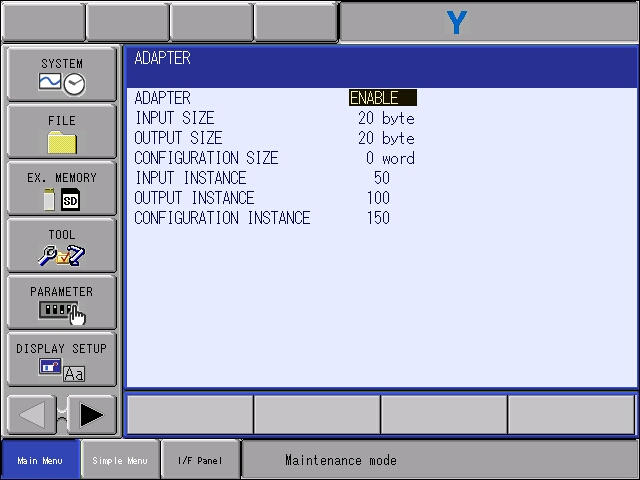 Y
SYSTEM
FILE
EX. MEMORY
SD
TOOL
PARAMETER
DISPLAY SETUP
Aa
ADAPTER
ADAPTER ENABLE
INPUT SIZE 20 byte
OUTPUT SIZE 20 byte
CONFIGURATION SIZE 0 word
INPUT INSTANCE 50
OUTPUT INSTANCE 100
CONFIGURATION INSTANCE 150
Main Menu
Simple Menu
I/F Panel
Maintenance mode